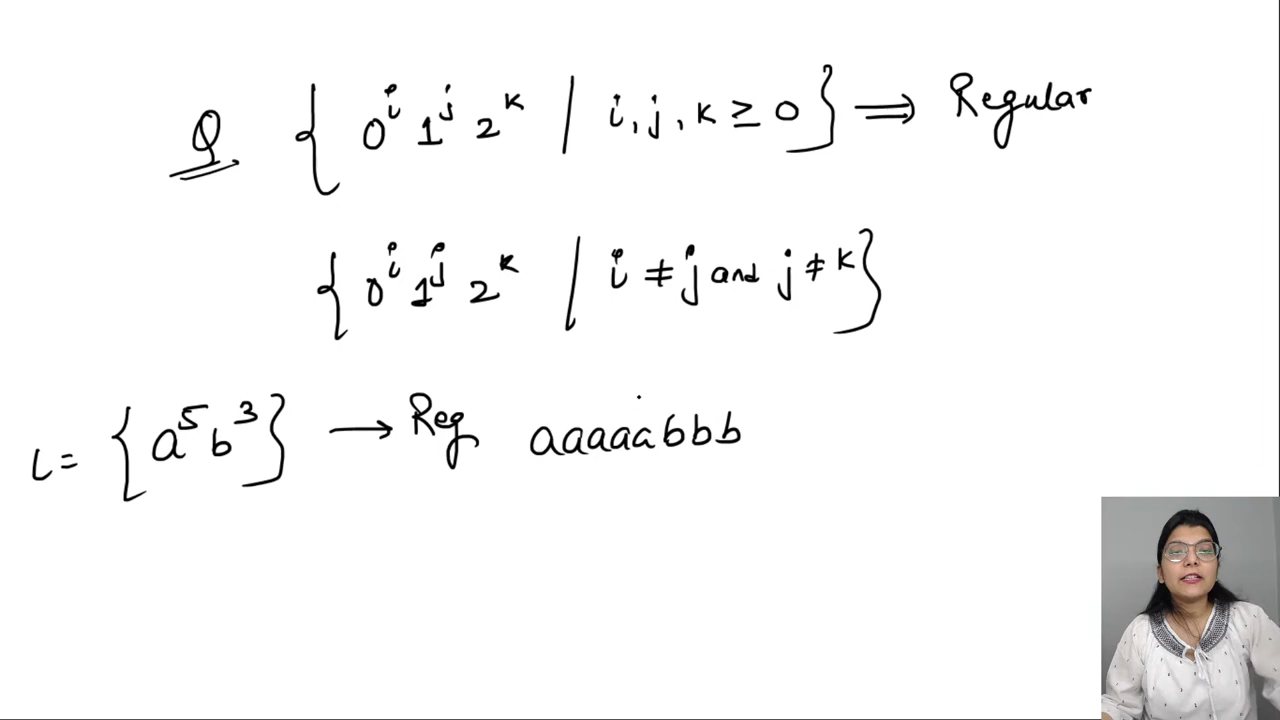 Q { 0^i 1^j 2^k / i, j, k ≥ 0 } ⟹ Regular
{ 0^i 1^j 2^k / i ≠ j and j ≠ k }
L = { a^5 b^3 } → Reg aaaaabbb